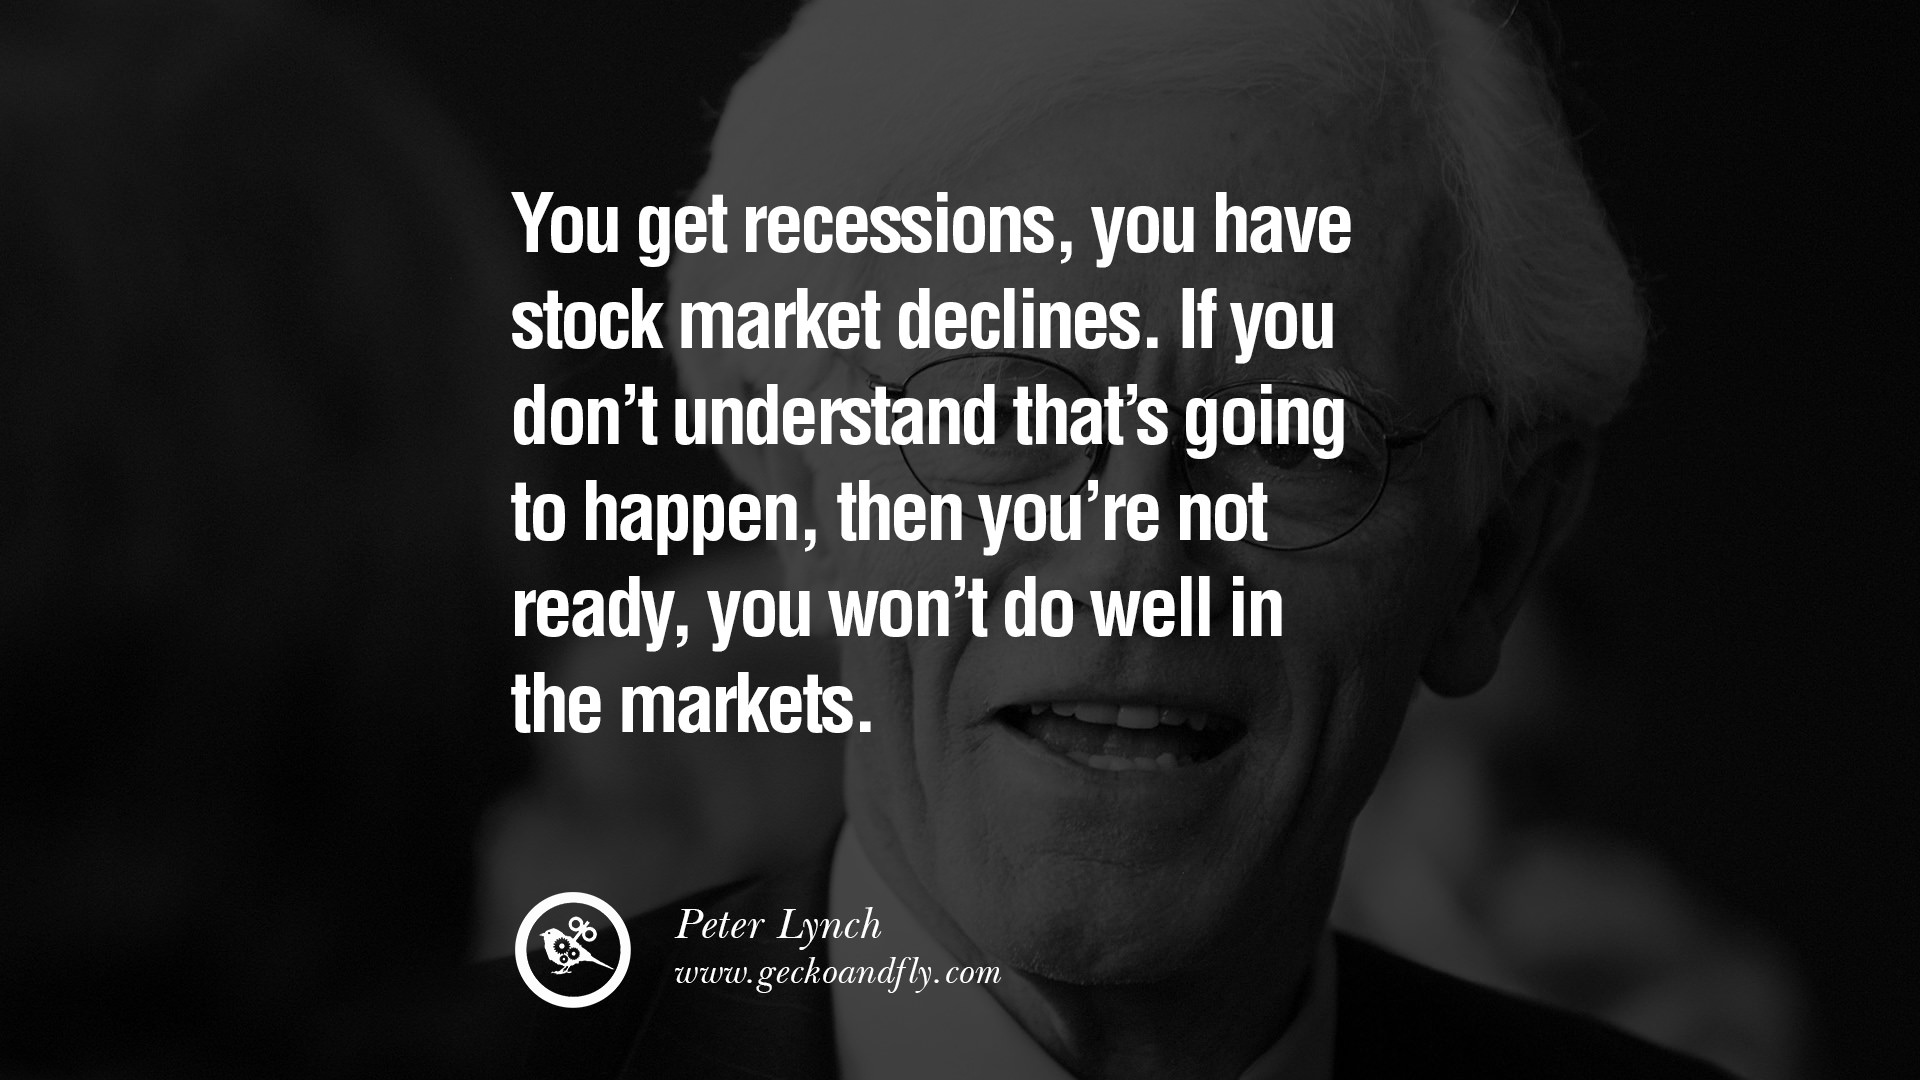 You get recessions, you have
stock market declines. If you
don’t understand that’s going
to happen, then you’re not
ready, you won’t do well in
the markets.
Peter Lynch
www.geckoandfly.com